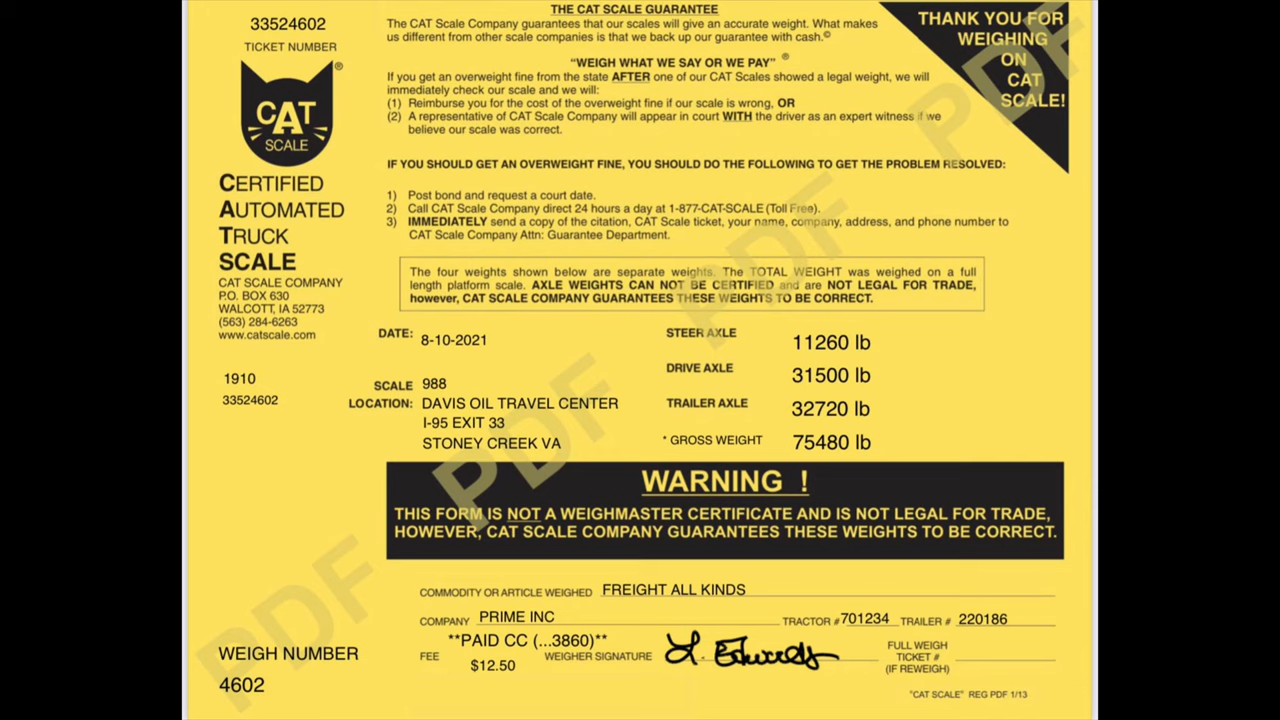 33524602
TICKET NUMBER
®
CAT
SCALE
CERTIFIED
AUTOMATED
TRUCK
SCALE
CAT SCALE COMPANY
P.O. BOX 630
WALCOTT, IA 52773
(563) 284-6263
www.catscale.com
1910
33524602
THE CAT SCALE GUARANTEE
The CAT Scale Company guarantees that our scales will give an accurate weight. What makes
us different from other scale companies is that we back up our guarantee with cash.©
"WEIGH WHAT WE SAY OR WE PAY" ®
If you get an overweight fine from the state AFTER one of our CAT Scales showed a legal weight, we will
immediately check our scale and we will:
(1) Reimburse you for the cost of the overweight fine if our scale is wrong, OR
(2) A representative of CAT Scale Company will appear in court WITH the driver as an expert witness if we
believe our scale was correct.
THANK YOU FOR
WEIGHING
ON
CAT
SCALE!
IF YOU SHOULD GET AN OVERWEIGHT FINE, YOU SHOULD DO THE FOLLOWING TO GET THE PROBLEM RESOLVED:
1) Post bond and request a court date.
2) Call CAT Scale Company direct 24 hours a day at 1-877-CAT-SCALE (Toll Free).
3) IMMEDIATELY send a copy of the citation, CAT Scale ticket, your name, company, address, and phone number to
CAT Scale Company Attn: Guarantee Department.
The four weights shown below are separate weights. The TOTAL WEIGHT was weighed on a full
length platform scale. AXLE WEIGHTS CAN NOT BE CERTIFIED and are NOT LEGAL FOR TRADE,
however, CAT SCALE COMPANY GUARANTEES THESE WEIGHTS TO BE CORRECT.
DATE: 8-10-2021
SCALE 988
LOCATION: DAVIS OIL TRAVEL CENTER
I-95 EXIT 33
STONEY CREEK VA
STEER AXLE 11260 lb
DRIVE AXLE 31500 lb
TRAILER AXLE 32720 lb
* GROSS WEIGHT 75480 lb
WARNING !
THIS FORM IS NOT A WEIGHMASTER CERTIFICATE AND IS NOT LEGAL FOR TRADE,
HOWEVER, CAT SCALE COMPANY GUARANTEES THESE WEIGHTS TO BE CORRECT.
COMMODITY OR ARTICLE WEIGHED FREIGHT ALL KINDS
COMPANY PRIME INC TRACTOR # 701234 TRAILER # 220186
**PAID CC (...3860)**
FEE $12.50 WEIGHER SIGNATURE L. Edwards
FULL WEIGH
TICKET #
(IF REWEIGH)
WEIGH NUMBER
4602
"CAT SCALE" REG PDF 1/13
PDF
PDF
PDF
PDF